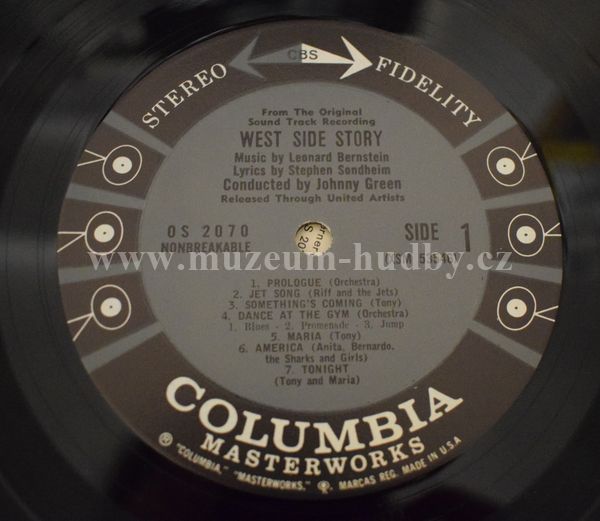 STEREO CBS FIDELITY
From The Original
Sound Track Recording
WEST SIDE STORY
Music by Leonard Bernstein
Lyrics by Stephen Sondheim
Conducted by Johnny Green
Released Through United Artists
OS 2070
NONBREAKABLE
SIDE 1
www.muzeum-hudby.cz
1. PROLOGUE (Orchestra)
2. JET SONG (Riff and the Jets)
3. SOMETHING'S COMING (Tony)
4. DANCE AT THE GYM (Orchestra)
1. Blues - 2. Promenade - 3. Jump
5. MARIA (Tony)
6. AMERICA (Anita, Bernardo,
the Sharks and Girls)
7. TONIGHT
(Tony and Maria)
COLUMBIA
MASTERWORKS
® "COLUMBIA," "MASTERWORKS," MARCAS REG. MADE IN U.S.A.